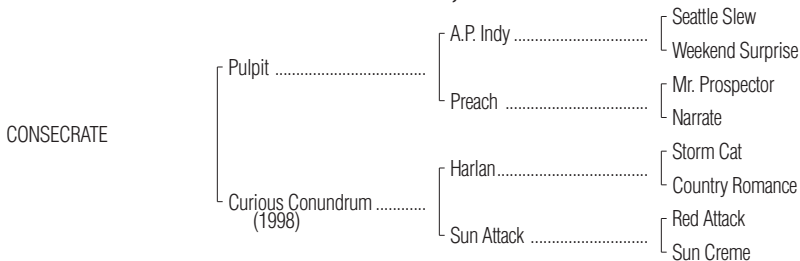 Seattle Slew
A.P. Indy ..................................
Weekend Surprise
Pulpit ......................................
Mr. Prospector
Preach ....................................
Narrate
CONSECRATE
Storm Cat
Harlan......................................
Country Romance
Curious Conundrum ............
(1998)
Red Attack
Sun Attack ..............................
Sun Creme